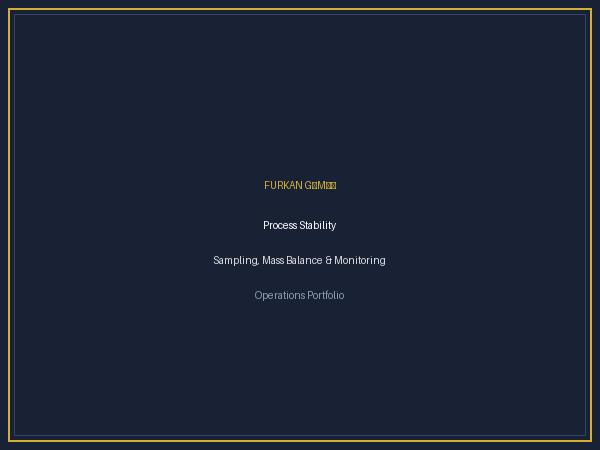 FURKAN G▯M▯▯
Process Stability
Sampling, Mass Balance & Monitoring
Operations Portfolio